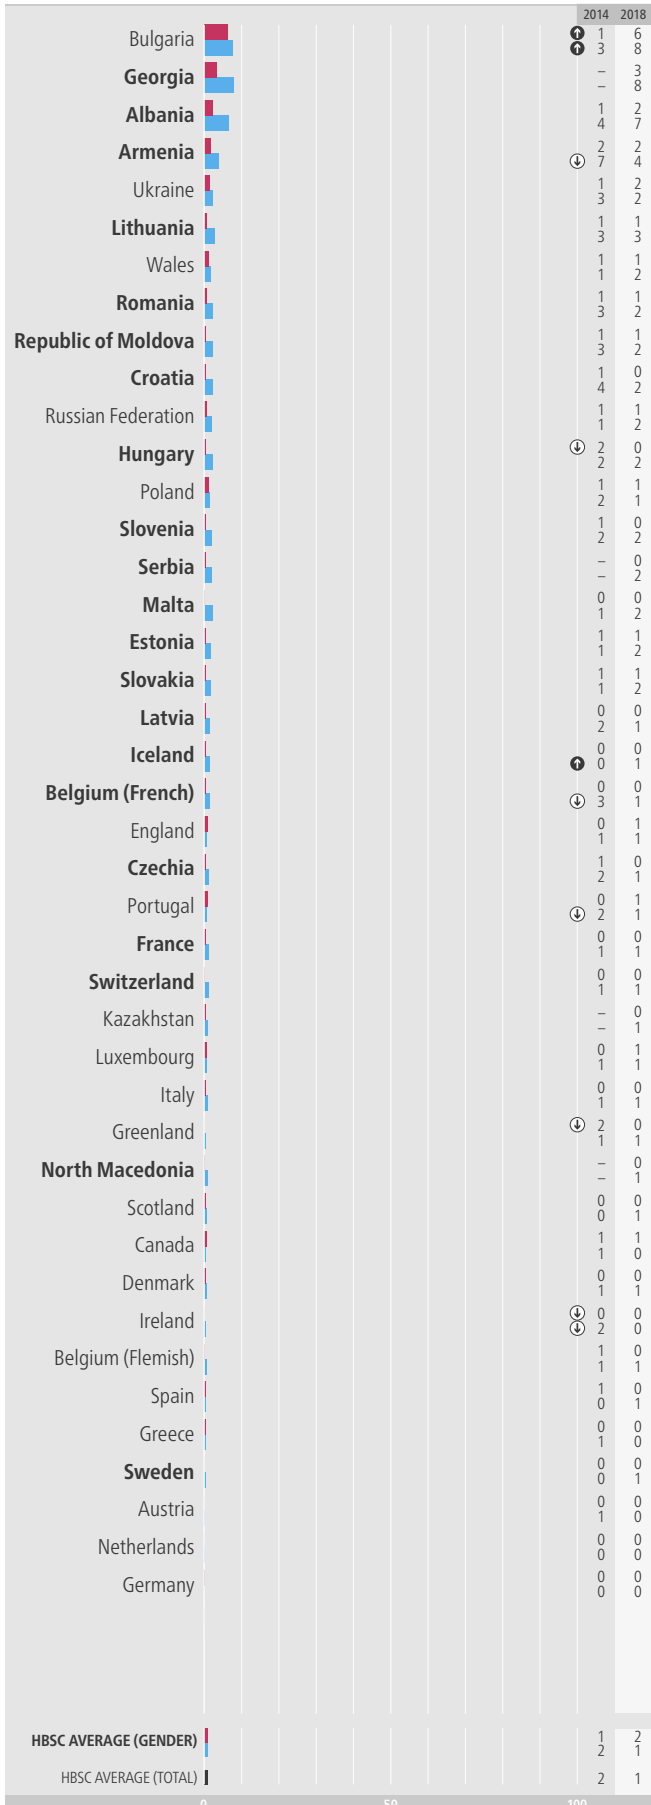 2014 2018
Bulgaria 1 6
3 8
Georgia – 3
– 8
Albania 1 2
4 7
Armenia 2 2
7 4
Ukraine 1 2
3 2
Lithuania 1 1
3 3
Wales 1 1
1 2
Romania 1 1
3 2
Republic of Moldova 1 1
3 2
Croatia 1 0
4 2
Russian Federation 1 1
1 2
Hungary 2 0
2 2
Poland 1 1
2 1
Slovenia 1 0
2 2
Serbia – 0
– 2
Malta 0 0
1 2
Estonia 1 1
1 2
Slovakia 1 1
1 2
Latvia 0 0
2 1
Iceland 0 0
0 1
Belgium (French) 0 0
3 1
England 0 1
1 1
Czechia 1 0
2 1
Portugal 0 1
2 1
France 0 0
1 1
Switzerland 0 0
1 1
Kazakhstan – 0
– 1
Luxembourg 0 1
1 1
Italy 0 0
1 1
Greenland 2 0
1 1
North Macedonia – 0
– 1
Scotland 0 0
0 1
Canada 1 1
1 0
Denmark 0 0
1 1
Ireland 0 0
2 0
Belgium (Flemish) 1 0
1 1
Spain 1 0
0 1
Greece 0 0
1 0
Sweden 0 0
0 1
Austria 0 0
1 0
Netherlands 0 0
0 0
Germany 0 0
0 0
HBSC AVERAGE (GENDER) 1 2
2 1
HBSC AVERAGE (TOTAL) 2 1
0 50 100